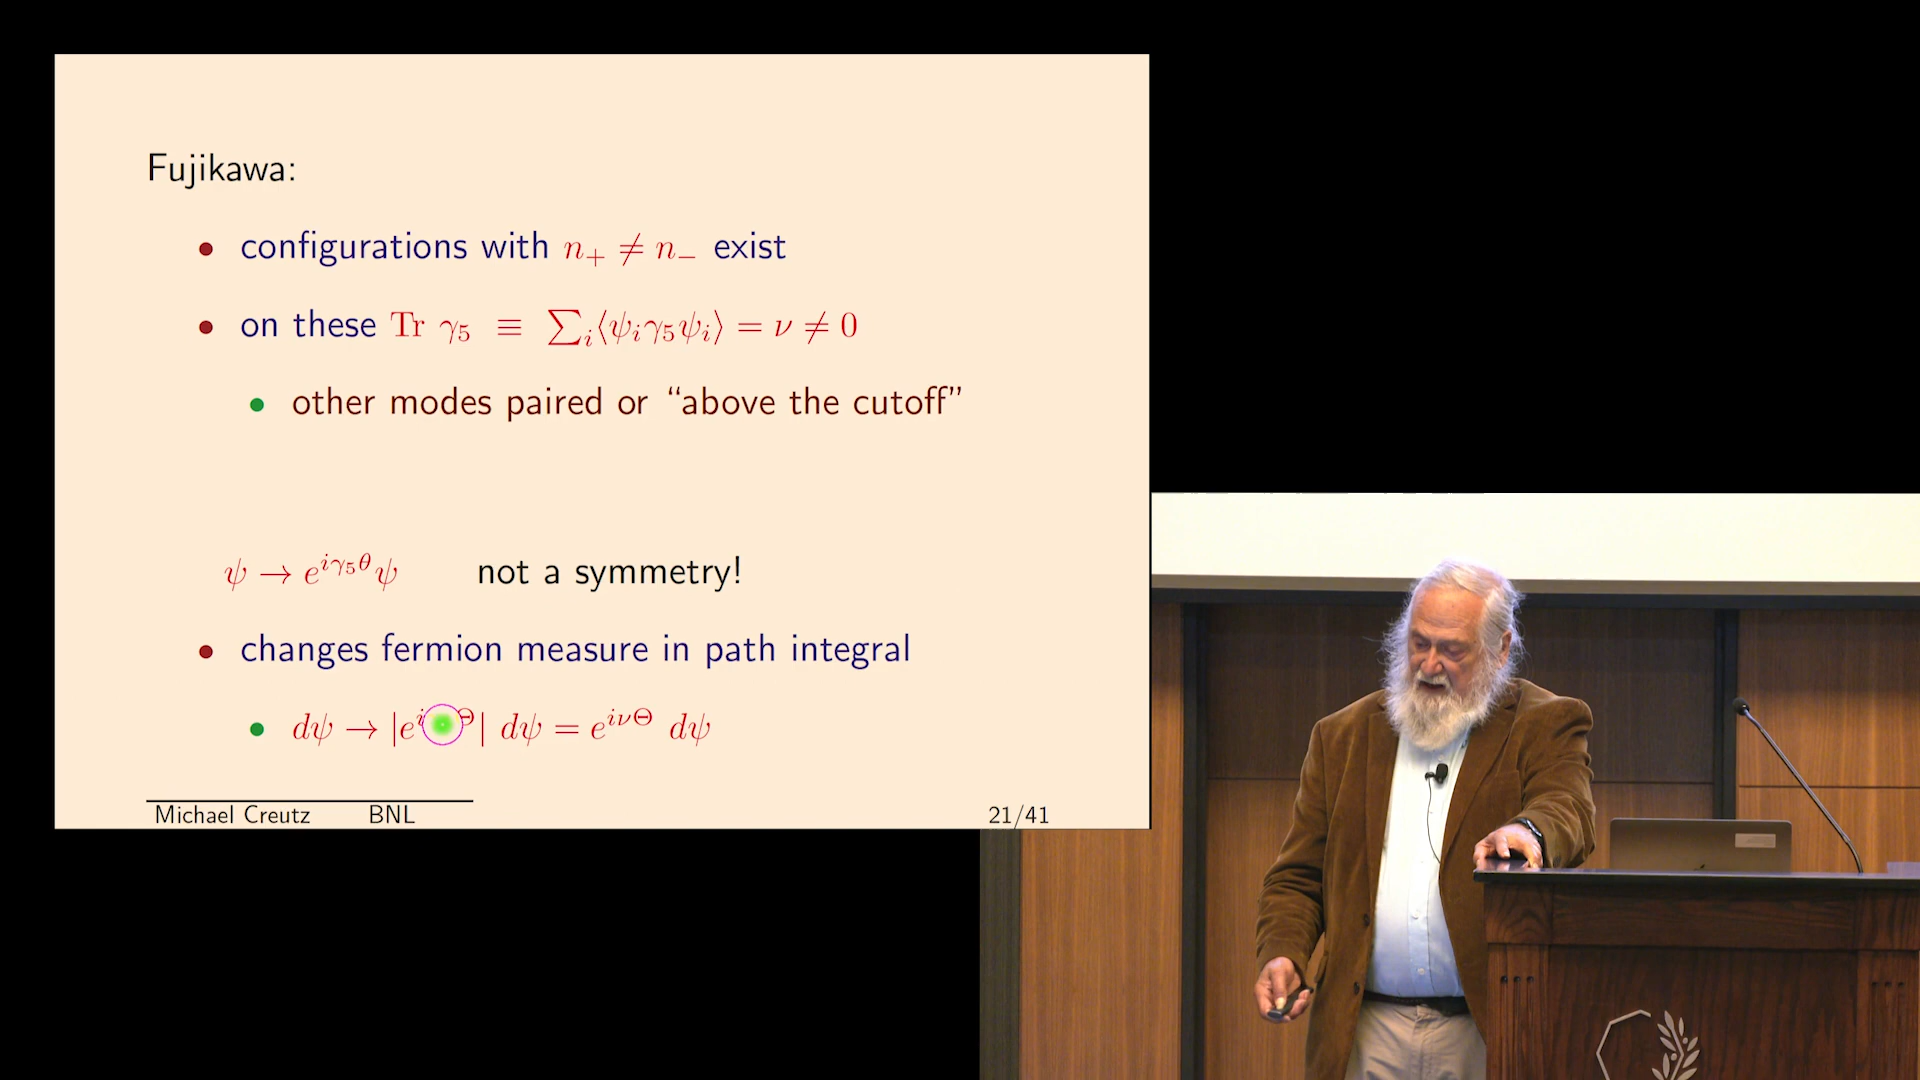 Fujikawa:
• configurations with n₊ ≠ n₋ exist
• on these Tr γ₅ ≡ ∑ᵢ⟨ψᵢγ₅ψᵢ⟩ = ν ≠ 0
• other modes paired or “above the cutoff”
ψ → e^{iγ₅θ}ψ not a symmetry!
• changes fermion measure in path integral
• dψ → |e^{i Θ}| dψ = e^{iνΘ} dψ
Michael Creutz BNL 21/41